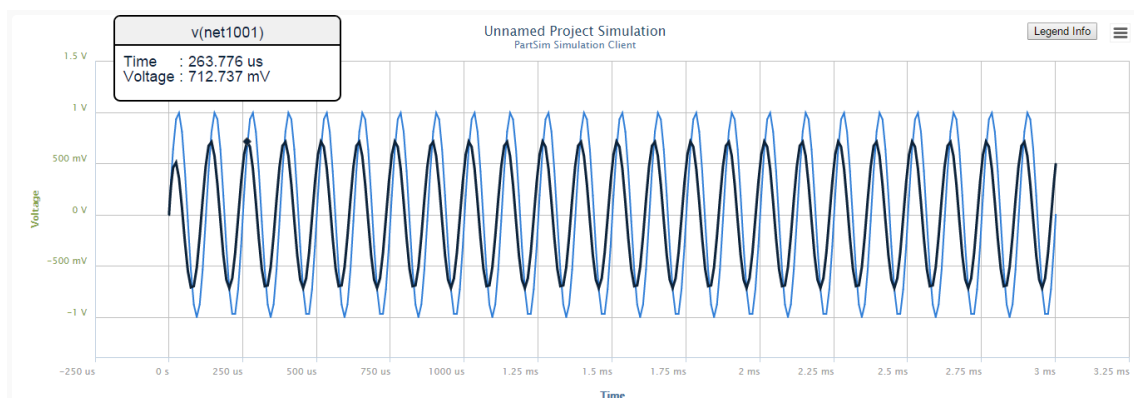 v(net1001)
Time : 263.776 us
Voltage : 712.737 mV
Unnamed Project Simulation
PartSim Simulation Client
Legend Info
Voltage
1.5 V
1 V
500 mV
0 V
−500 mV
−1 V
−250 us 0 s 250 us 500 us 750 us 1000 us 1.25 ms 1.5 ms 1.75 ms 2 ms 2.25 ms 2.5 ms 2.75 ms 3 ms 3.25 ms
Time